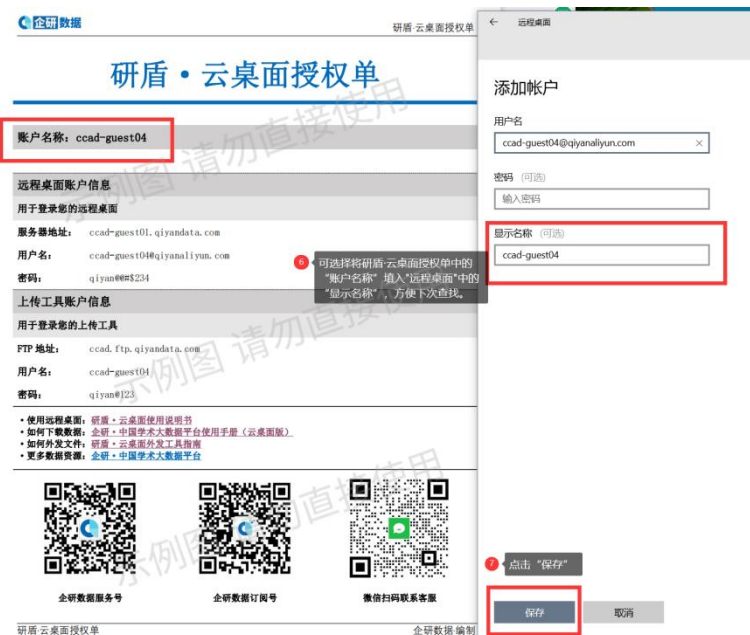 企研数据
研盾·云桌面授权单
研盾·云桌面授权单
账户名称：ccad-guest04
远程桌面账户信息
用于登录您的远程桌面
服务器地址： ccad-guest01.qiyandata.com
用户名： ccad-guest04@qiyanaliyun.com
密码： qiyan@@#$234
上传工具账户信息
用于登录您的上传工具
FTP 地址： ccad.ftp.qiyandata.com
用户名： ccad-guest04
密码： qiyan@123
•使用远程桌面：研盾·云桌面使用说明书
•如何下载数据：企研·中国学术大数据平台使用手册（云桌面版）
•如何外发文件：研盾·云桌面外发工具指南
•更多数据资源：企研·中国学术大数据平台
企研数据服务号
企研数据订阅号
微信扫码联系客服
研盾·云桌面授权单
企研数据·编制
示例图 请勿直接使用
示例图 请勿直接使用
示例图 请勿直接使用
← 远程桌面
添加帐户
用户名
ccad-guest04@qiyanaliyun.com ×
密码 (可选)
输入密码
显示名称 (可选)
ccad-guest04
6 可选择将研盾·云桌面授权单中的
“账户名称”填入“远程桌面”中的
“显示名称”，方便下次查找。
7 点击“保存”
保存
取消